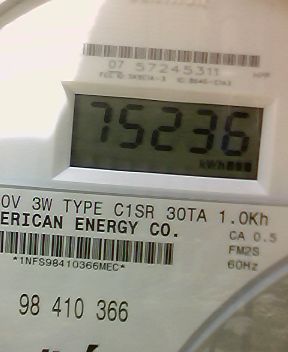 07 57245311
75236
kWh
0V 3W TYPE C1SR 30TA 1.0Kh
ERICAN ENERGY CO.
CA 0.5
FM2S
60Hz
*1NFS98410366MEC*
98 410 366